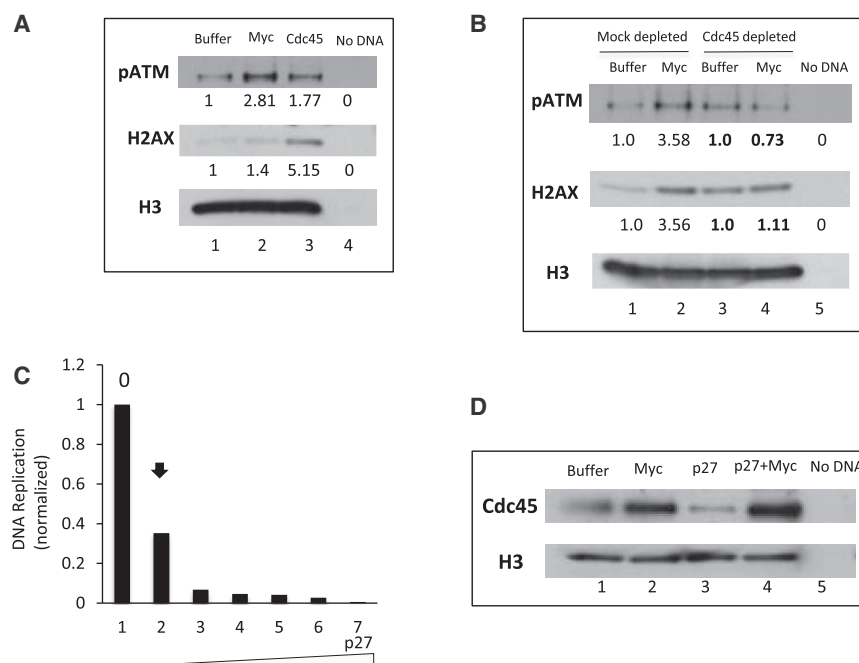 A
Buffer Myc Cdc45 No DNA
pATM
1 2.81 1.77 0
H2AX
1 1.4 5.15 0
H3
1 2 3 4
B
Mock depleted Cdc45 depleted
Buffer Myc Buffer Myc No DNA
pATM
1.0 3.58 1.0 0.73 0
H2AX
1.0 3.56 1.0 1.11 0
H3
1 2 3 4 5
C
DNA Replication
(normalized)
1.2
1
0.8
0.6
0.4
0.2
0
0
1 2 3 4 5 6 7
p27
D
Buffer Myc p27 p27+Myc No DNA
Cdc45
H3
1 2 3 4 5